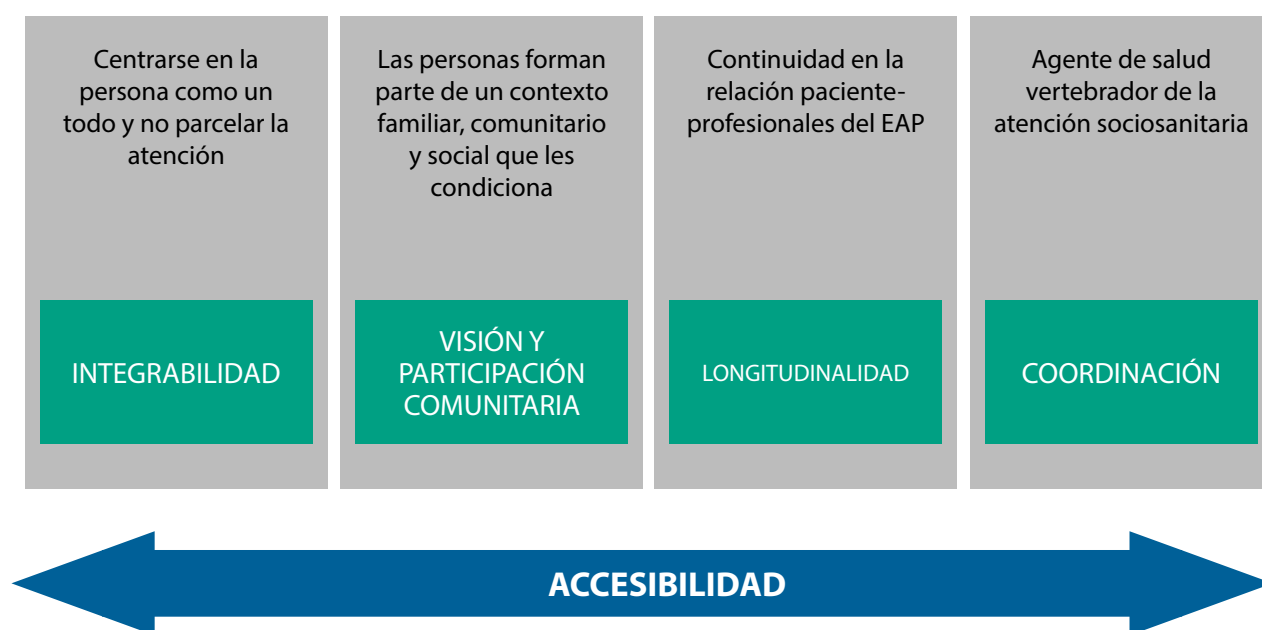 Centrarse en la
persona como un
todo y no parcelar la
atención
INTEGRABILIDAD
Las personas forman
parte de un contexto
familiar, comunitario
y social que les
condiciona
VISIÓN Y
PARTICIPACIÓN
COMUNITARIA
Continuidad en la
relación paciente-
profesionales del EAP
LONGITUDINALIDAD
Agente de salud
vertebrador de la
atención sociosanitaria
COORDINACIÓN
ACCESIBILIDAD